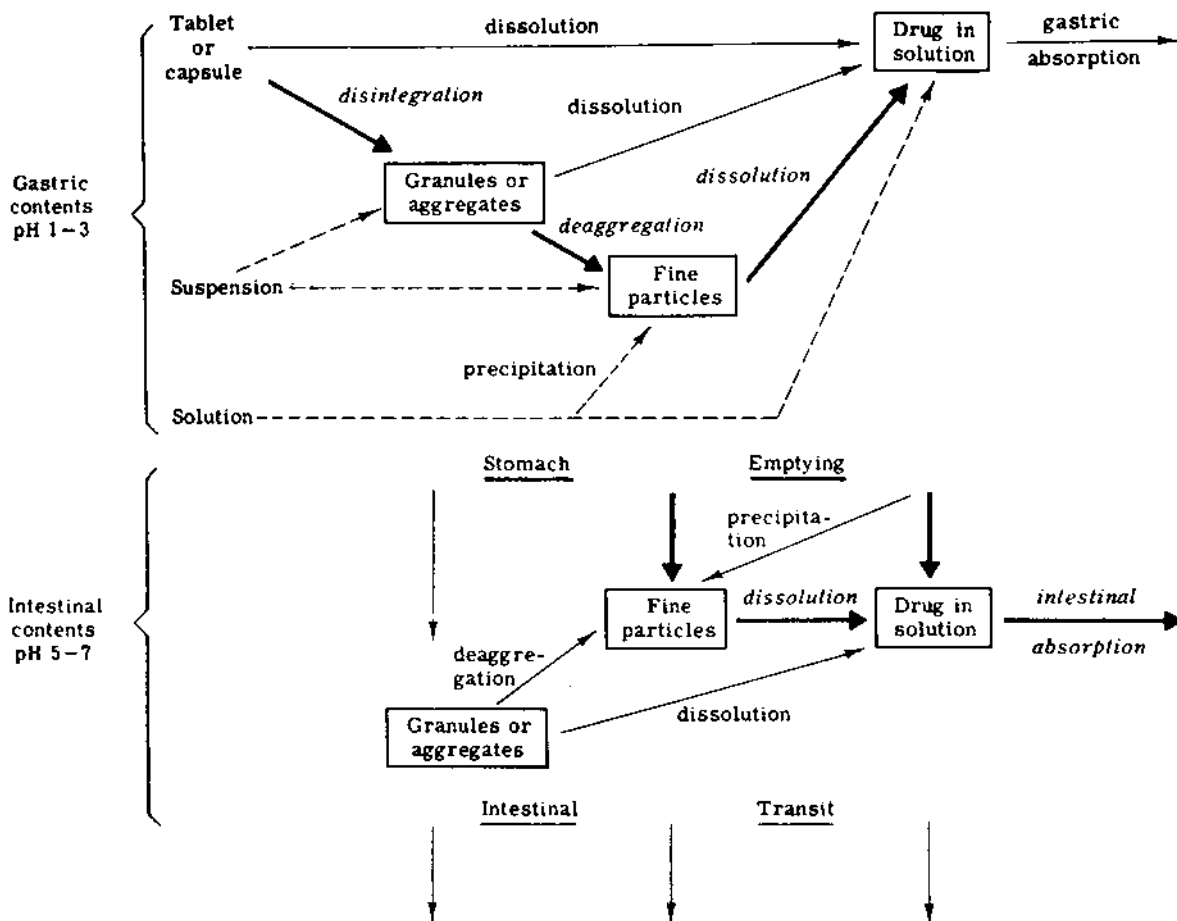 Tablet
or
capsule
dissolution
Drug in
solution
gastric
absorption
disintegration
dissolution
Gastric
contents
pH 1–3
Granules or
aggregates
dissolution
deaggregation
Suspension
Fine
particles
precipitation
Solution
Stomach Emptying
precipita-
tion
Intestinal
contents
pH 5–7
Fine
particles
dissolution
Drug in
solution
intestinal
absorption
deaggre-
gation
Granules or
aggregates
dissolution
Intestinal Transit